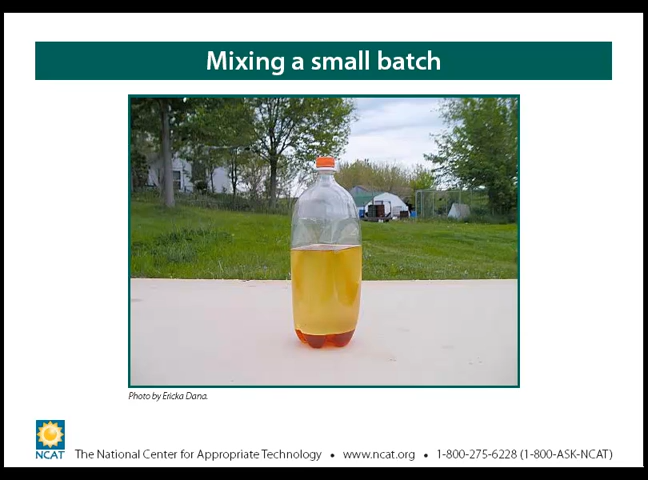 Mixing a small batch
Photo by Ericka Dana.
NCAT
The National Center for Appropriate Technology • www.ncat.org • 1-800-275-6228 (1-800-ASK-NCAT)